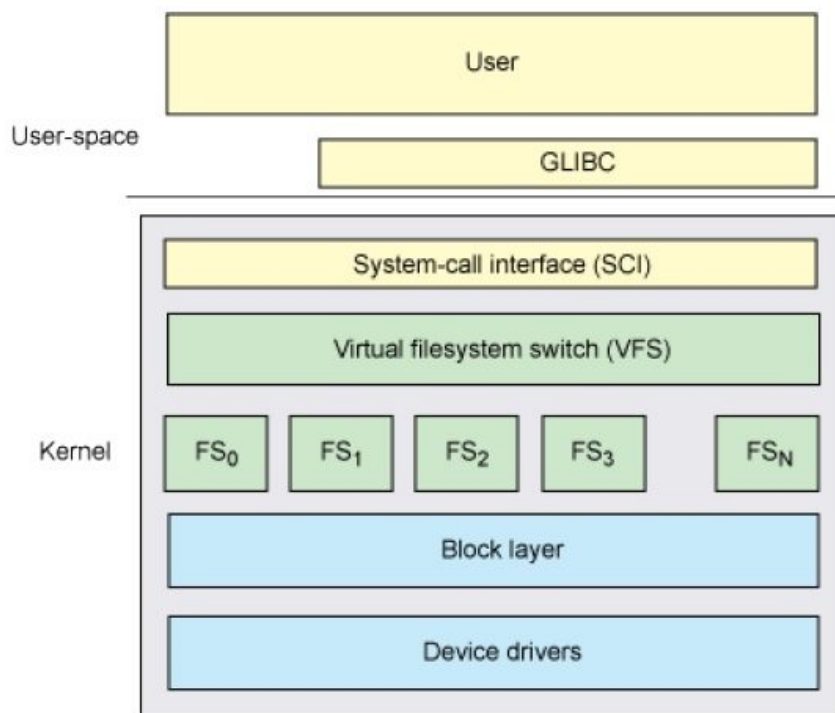 User
User-space
GLIBC
System-call interface (SCI)
Virtual filesystem switch (VFS)
Kernel
FS0 FS1 FS2 FS3 FSN
Block layer
Device drivers